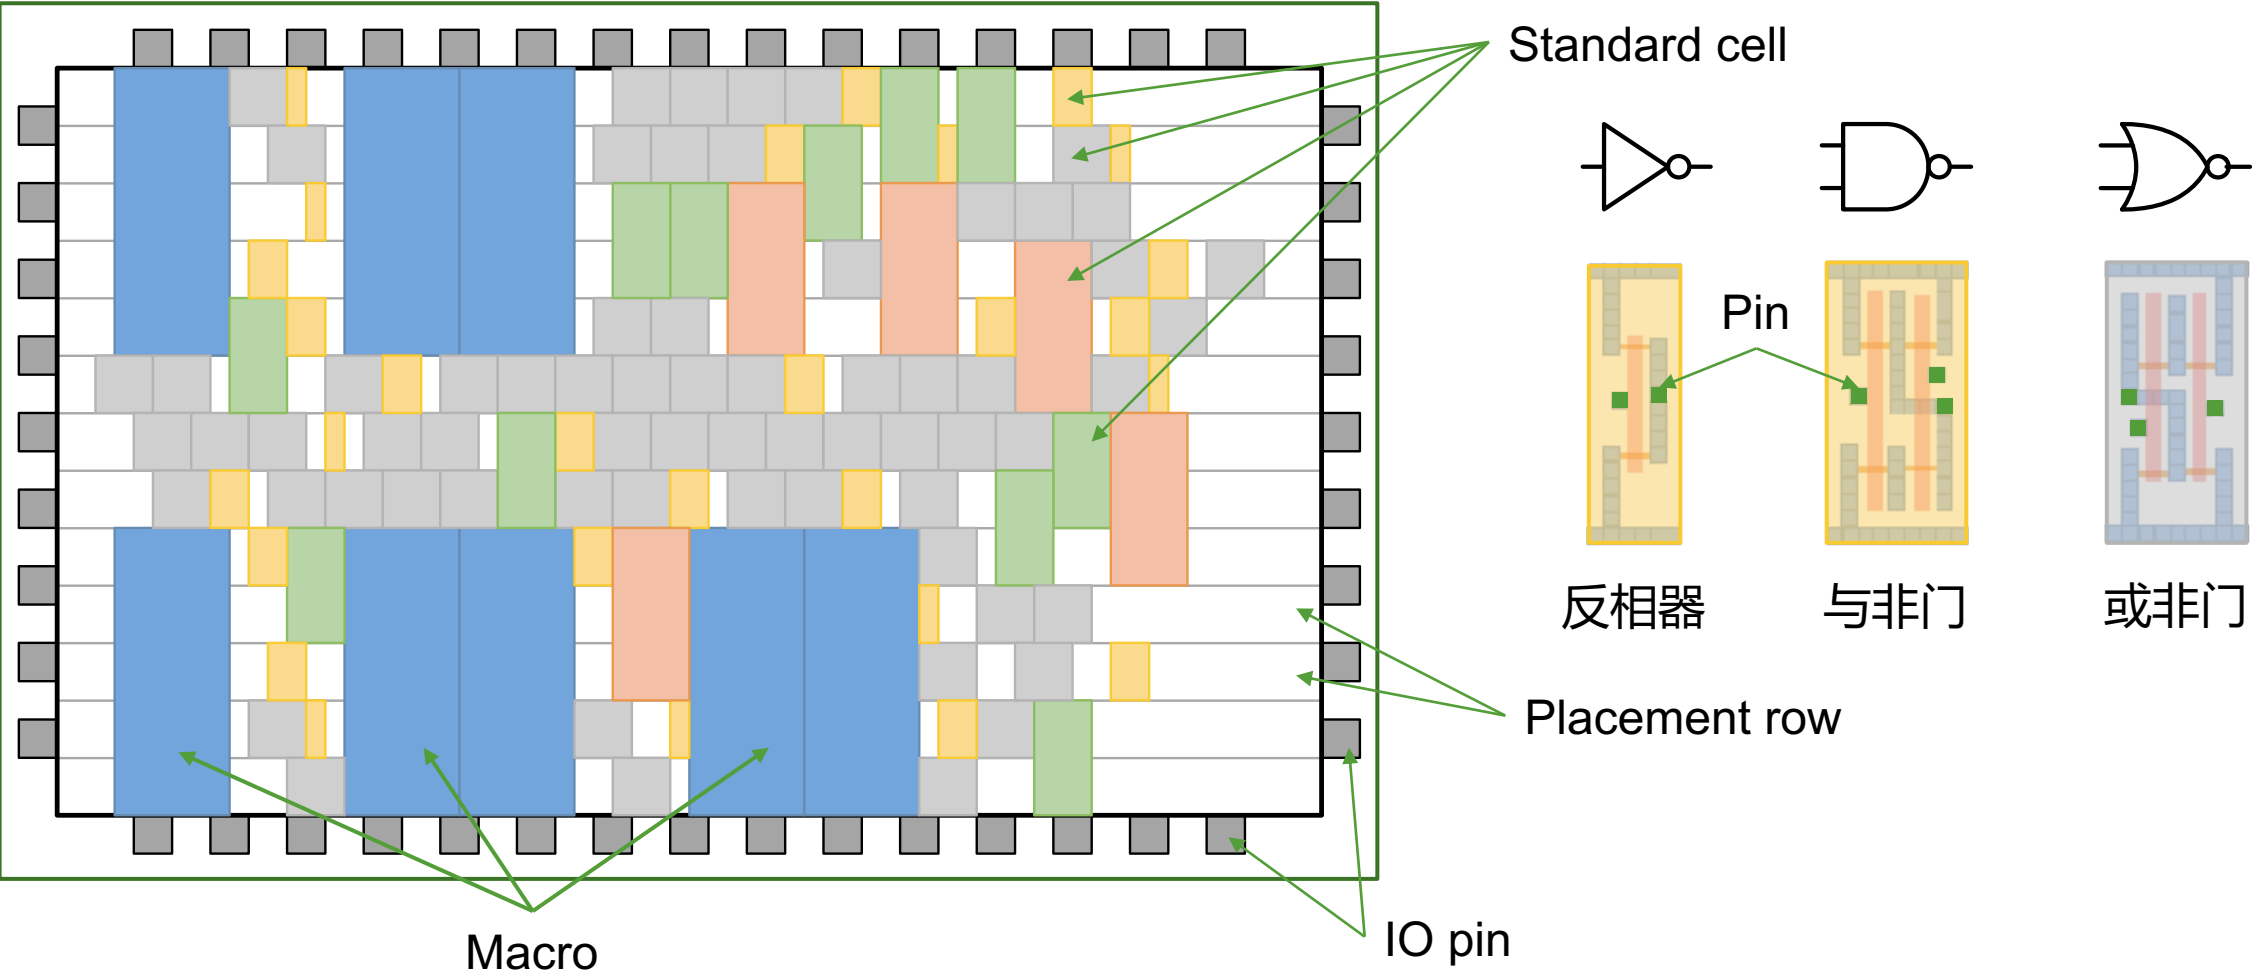 Standard cell
Pin
反相器
与非门
或非门
Placement row
IO pin
Macro